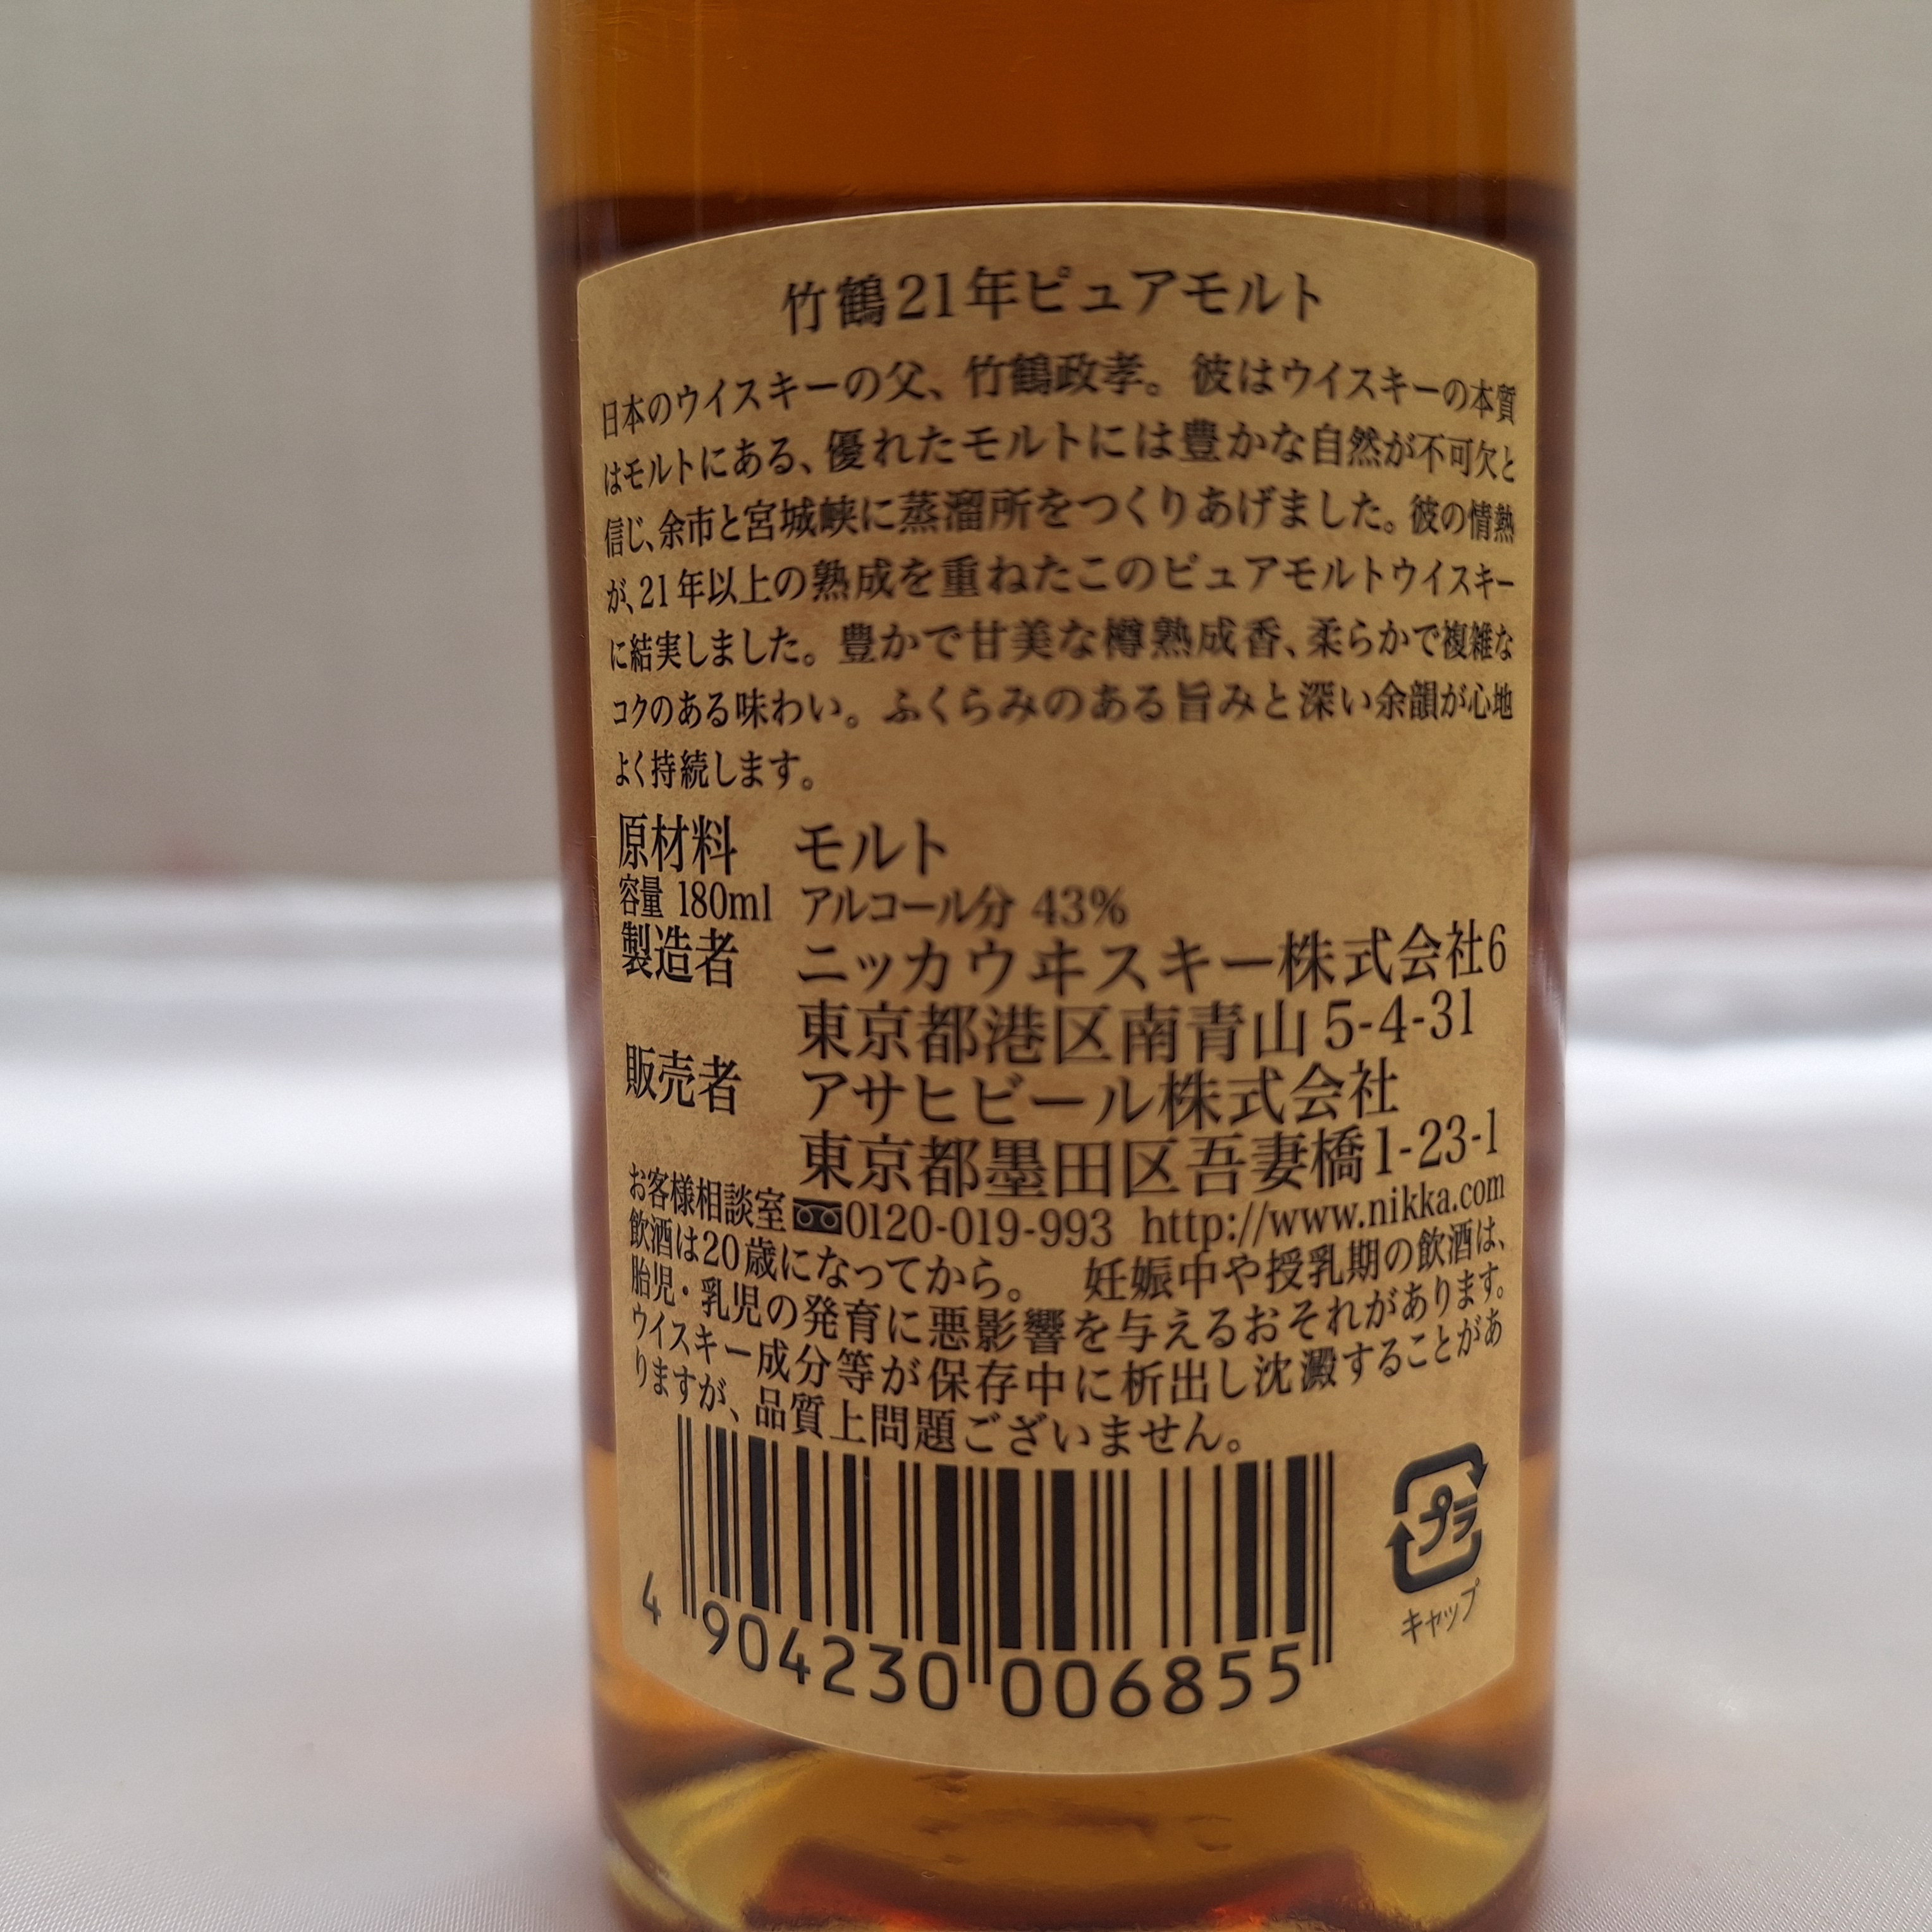 竹鶴21年ピュアモルト
日本のウイスキーの父、竹鶴政孝。彼はウイスキーの本質
はモルトにある、優れたモルトには豊かな自然が不可欠と
信じ、余市と宮城峡に蒸溜所をつくりあげました。彼の情熱
が、21年以上の熟成を重ねたこのピュアモルトウイスキー
に結実しました。豊かで甘美な樽熟成香、柔らかで複雑な
コクのある味わい。ふくらみのある旨みと深い余韻が心地
よく持続します。
原材料 モルト
容量 180ml アルコール分 43%
製造者 ニッカウヰスキー株式会社6
東京都港区南青山5-4-31
販売者 アサヒビール株式会社
東京都墨田区吾妻橋1-23-1
お客様相談室 0120-019-993 http://www.nikka.com
飲酒は20歳になってから。 妊娠中や授乳期の飲酒は、
胎児・乳児の発育に悪影響を与えるおそれがあります。
ウイスキー成分等が保存中に析出し沈澱することがあ
りますが、品質上問題ございません。
プラ
キャップ
4 904230 006855